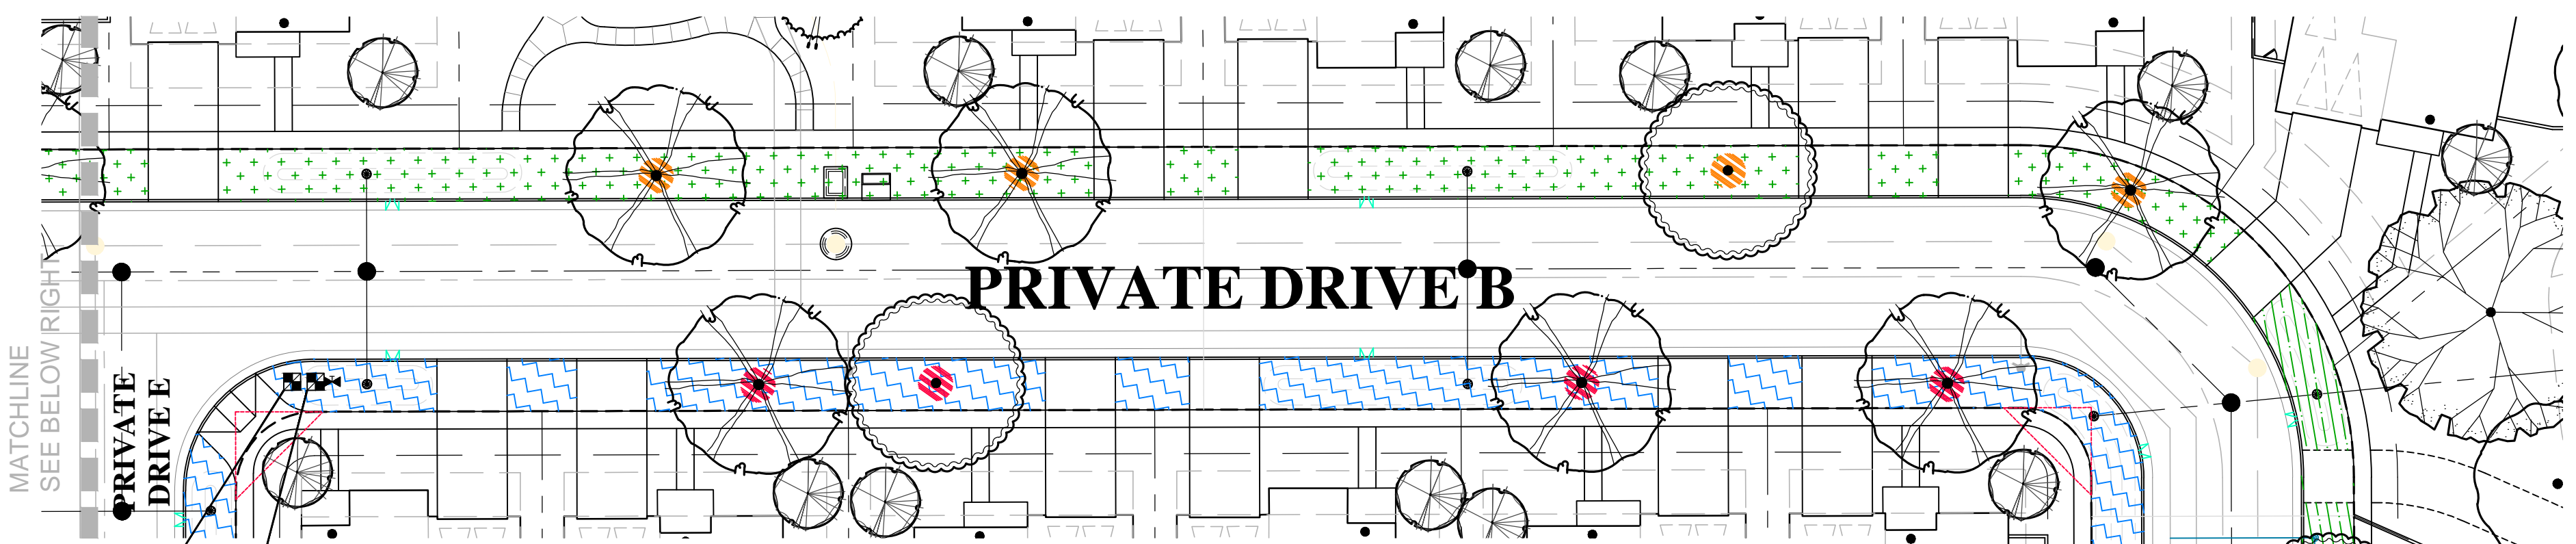 MATCHLINE
SEE BELOW RIGHT
PRIVATE
DRIVE E
PRIVATE DRIVE B